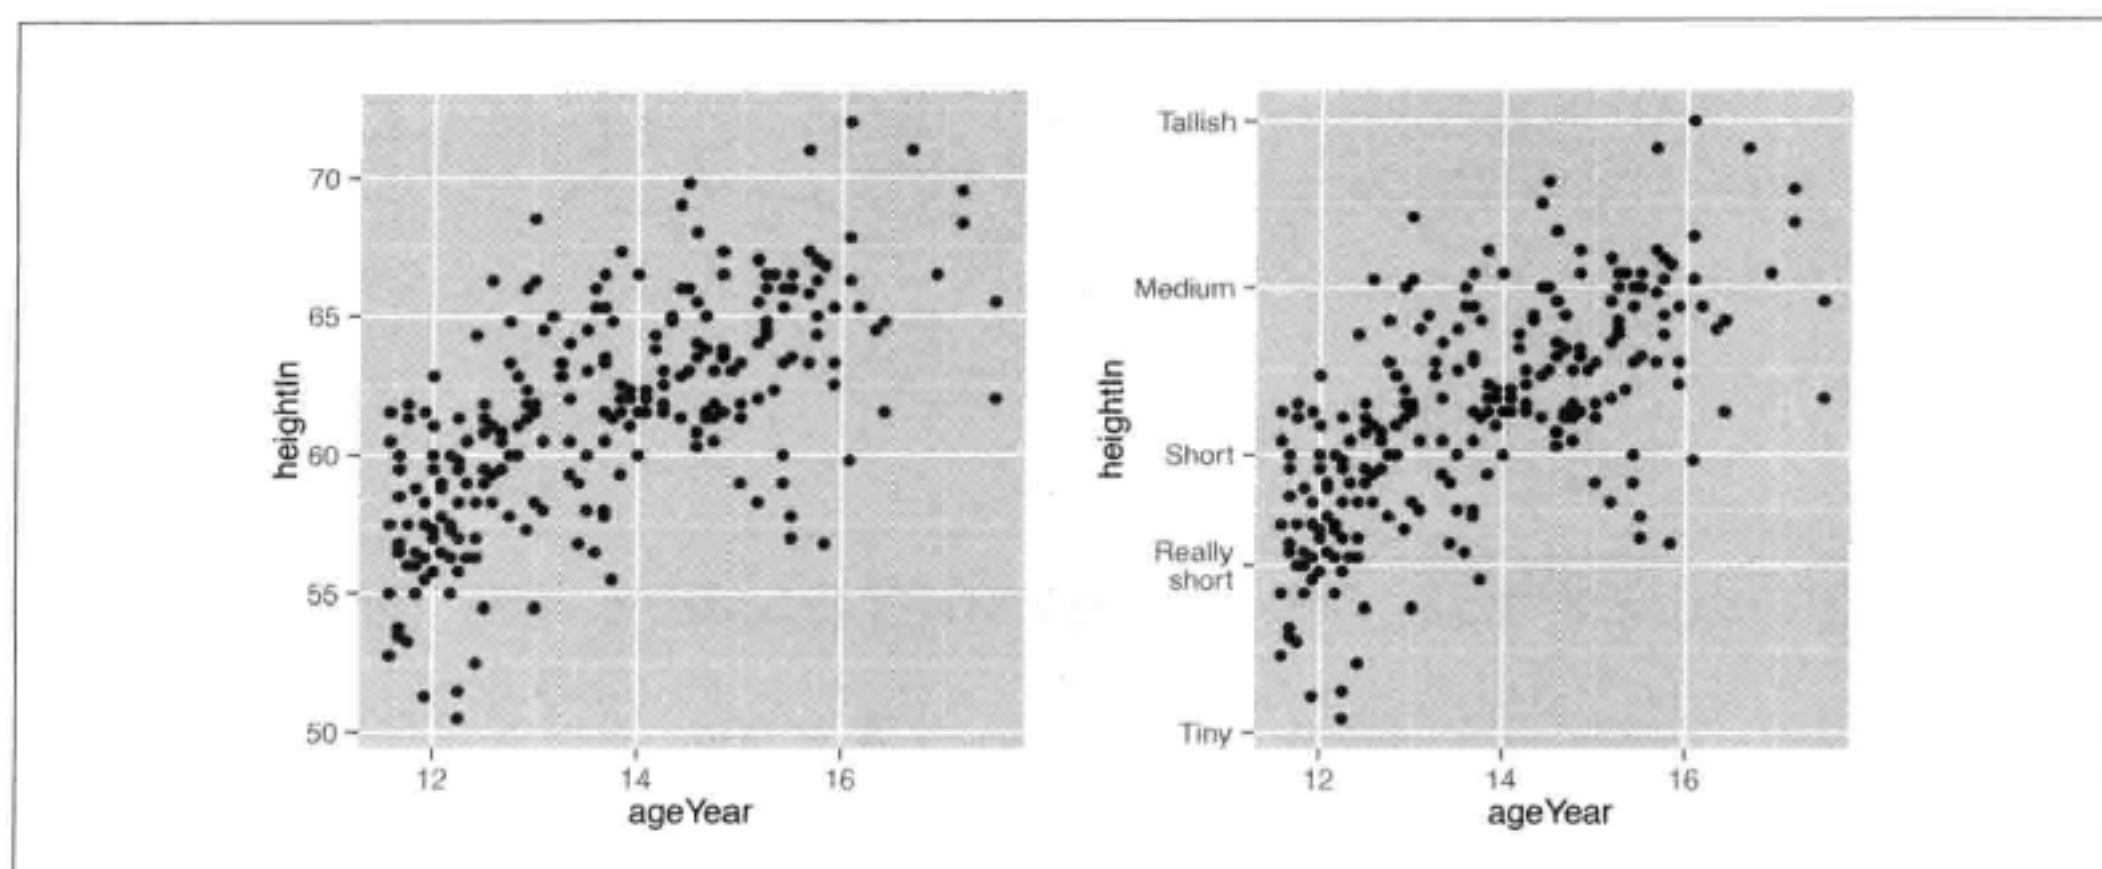 heightIn
70
65
60
55
50
12 14 16
ageYear
heightIn
Tallish
Medium
Short
Really
short
Tiny
12 14 16
ageYear